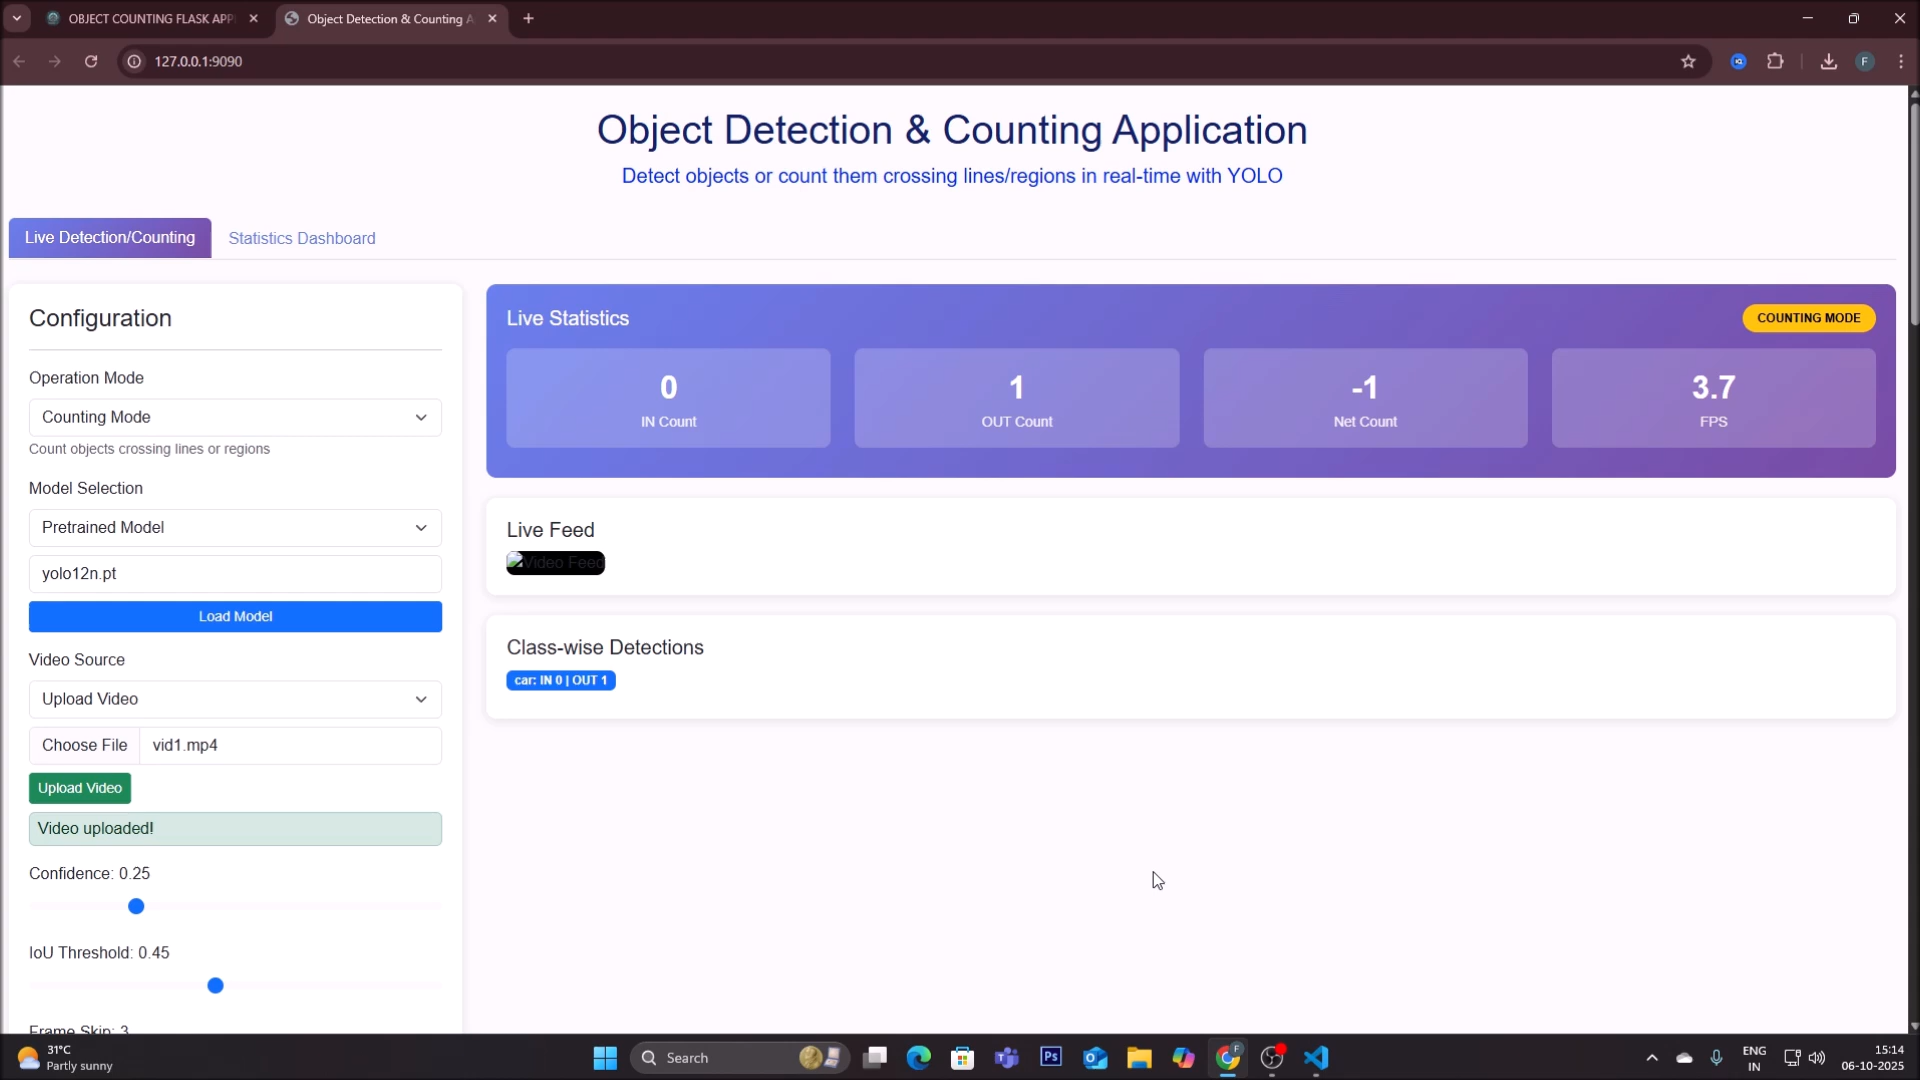 OBJECT COUNTING FLASK APP
Object Detection & Counting A
127.0.0.1:9090
F
Object Detection & Counting Application
Detect objects or count them crossing lines/regions in real-time with YOLO
Live Detection/Counting
Statistics Dashboard
Configuration
Operation Mode
Counting Mode
Count objects crossing lines or regions
Model Selection
Pretrained Model
yolo12n.pt
Load Model
Video Source
Upload Video
Choose File vid1.mp4
Upload Video
Video uploaded!
Confidence: 0.25
IoU Threshold: 0.45
Frame Skip: 3
Live Statistics
COUNTING MODE
0
IN Count
1
OUT Count
-1
Net Count
3.7
FPS
Live Feed
Video Feed
Class-wise Detections
car: IN 0 | OUT 1
31°C
Partly sunny
Search
Ps
F
ENG
IN
15:14
06-10-2025